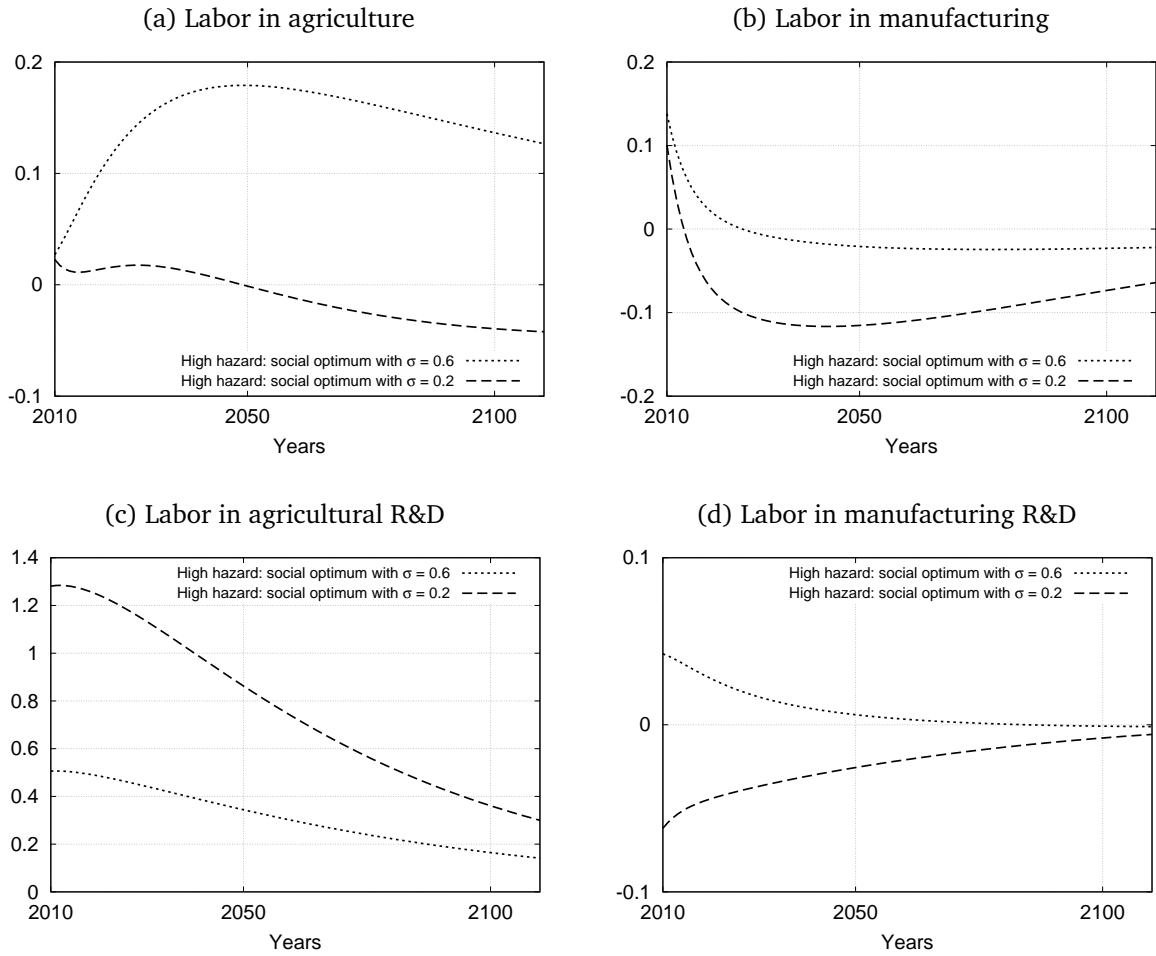 (a) Labor in agriculture
0.2
0.1
0
-0.1
High hazard: social optimum with σ = 0.6
High hazard: social optimum with σ = 0.2
2010 2050 2100
Years
(b) Labor in manufacturing
0.2
0.1
0
-0.1
-0.2
High hazard: social optimum with σ = 0.6
High hazard: social optimum with σ = 0.2
2010 2050 2100
Years
(c) Labor in agricultural R&D
1.4
1.2
1
0.8
0.6
0.4
0.2
0
High hazard: social optimum with σ = 0.6
High hazard: social optimum with σ = 0.2
2010 2050 2100
Years
(d) Labor in manufacturing R&D
0.1
0
-0.1
High hazard: social optimum with σ = 0.6
High hazard: social optimum with σ = 0.2
2010 2050 2100
Years